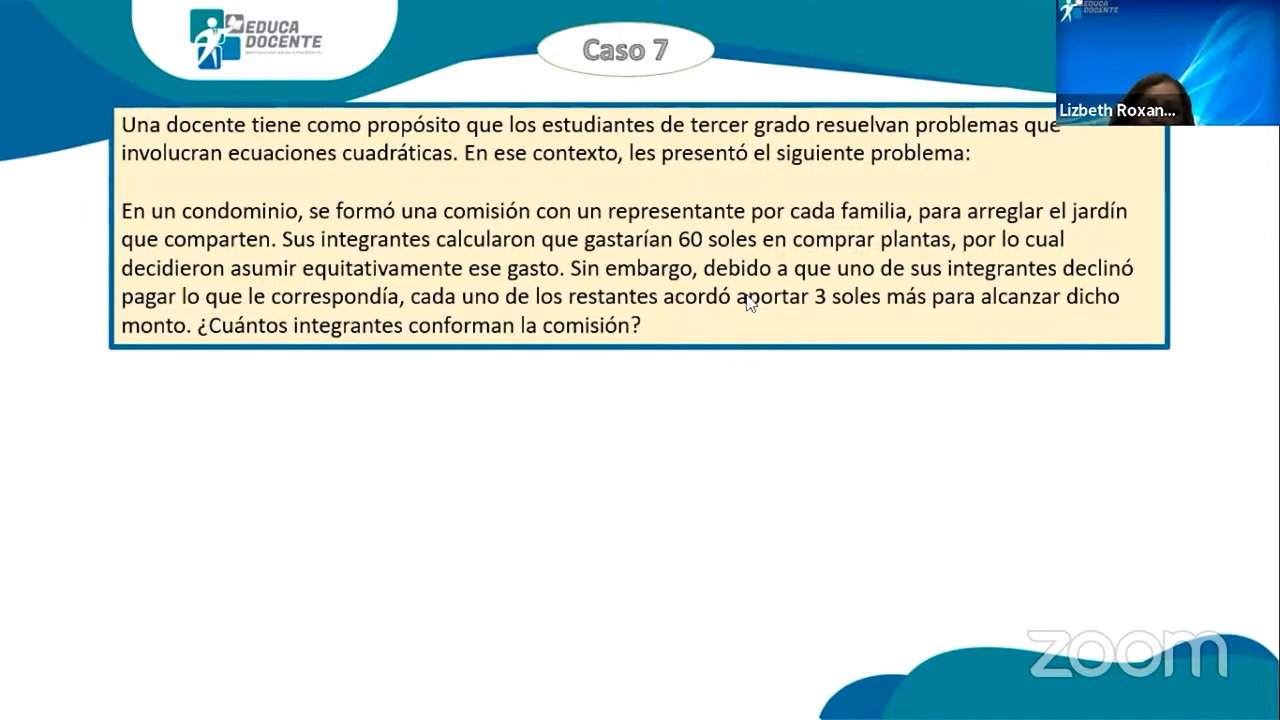 EDUCA
DOCENTE
Caso 7
EDUCA
DOCENTE
Lizbeth Roxan...
Una docente tiene como propósito que los estudiantes de tercer grado resuelvan problemas que
involucran ecuaciones cuadráticas. En ese contexto, les presentó el siguiente problema:
En un condominio, se formó una comisión con un representante por cada familia, para arreglar el jardín
que comparten. Sus integrantes calcularon que gastarían 60 soles en comprar plantas, por lo cual
decidieron asumir equitativamente ese gasto. Sin embargo, debido a que uno de sus integrantes declinó
pagar lo que le correspondía, cada uno de los restantes acordó aportar 3 soles más para alcanzar dicho
monto. ¿Cuántos integrantes conforman la comisión?
zoom